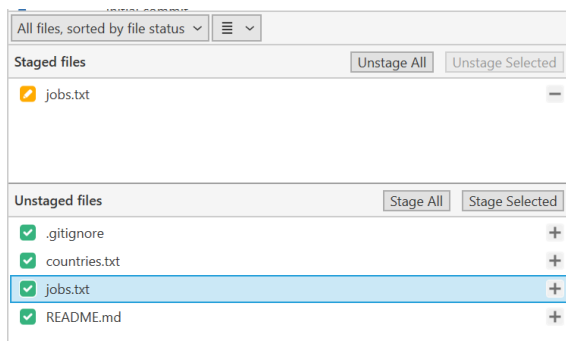 All files, sorted by file status
Staged files Unstage All Unstage Selected
jobs.txt
Unstaged files Stage All Stage Selected
.gitignore
countries.txt
jobs.txt
README.md